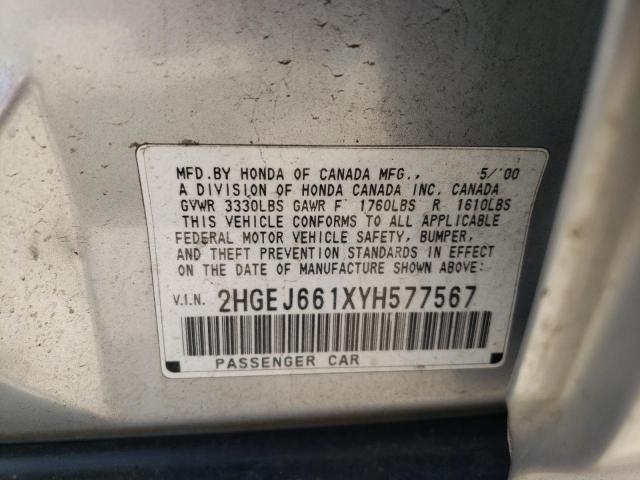 MFD.BY HONDA OF CANADA MFG., 5/'00
A DIVISION OF HONDA CANADA INC. CANADA
GVWR 3330LBS GAWR F 1760LBS R 1610LBS
THIS VEHICLE CONFORMS TO ALL APPLICABLE
FEDERAL MOTOR VEHICLE SAFETY, BUMPER,
AND THEFT PREVENTION STANDARDS IN EFFECT
ON THE DATE OF MANUFACTURE SHOWN ABOVE:
V.I.N. 2HGEJ661XYH577567
PASSENGER CAR